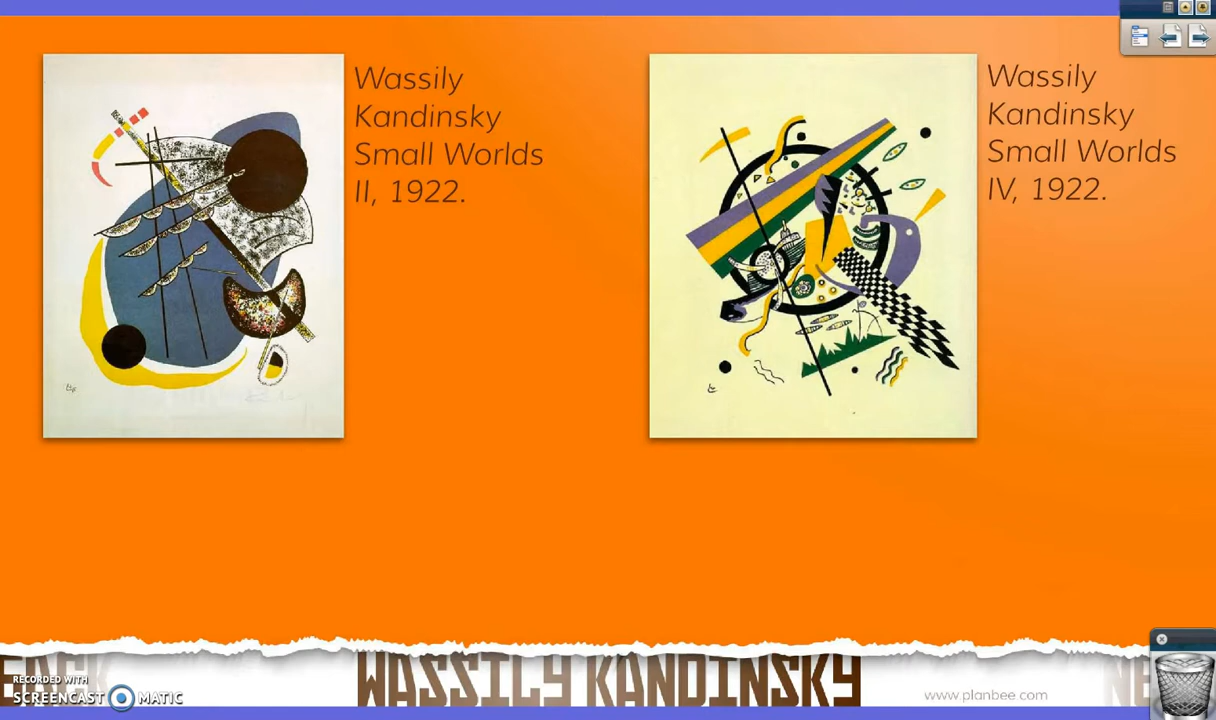 Wassily
Kandinsky
Small Worlds
II, 1922.
Wassily
Kandinsky
Small Worlds
IV, 1922.
WASSILY KANDINSKY
www.planbee.com
RECORDED WITH
SCREENCAST MATIC